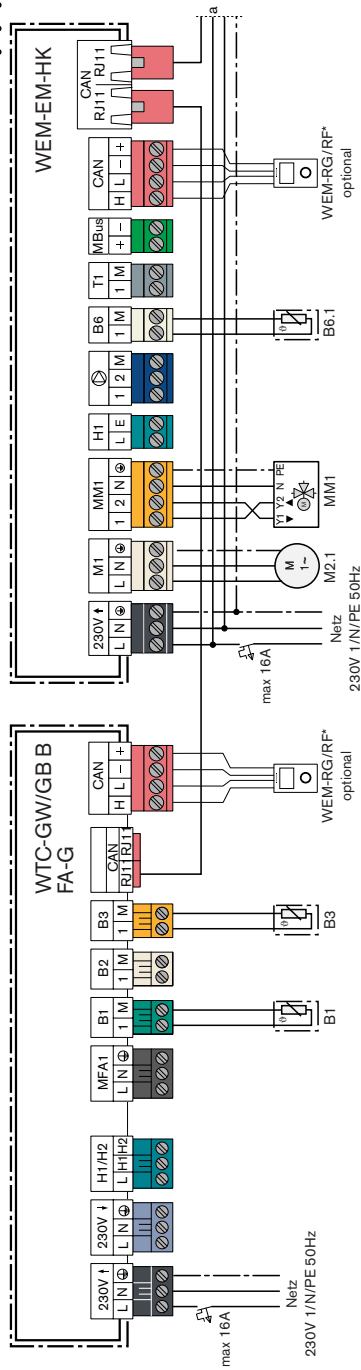 WTC-GW/GB B
FA-G
230V ↑
L N ⏚
230V ↓
L N ⏚
H1/H2
L H1 H2
MFA1
L N ⏚
B1
1 M
B2
1 M
B3
1 M
CAN
RJ11 RJ11
CAN
H L − +
max 16A
Netz
230V 1/N/PE 50Hz
ϑ
B1
ϑ
B3
WEM-RG/RF*
optional
WEM-EM-HK
230V ↑
L N ⏚
M1
L N ⏚
MM1
1 2 N ⏚
H1
L E
1 2 M
B6
1 M
T1
1 M
MBus
+ −
CAN
H L − +
CAN
RJ11 RJ11
max 16A
Netz
230V 1/N/PE 50Hz
M
1~
M2.1
Y1 Y2 N PE
M
MM1
ϑ
B6.1
WEM-RG/RF*
optional
a